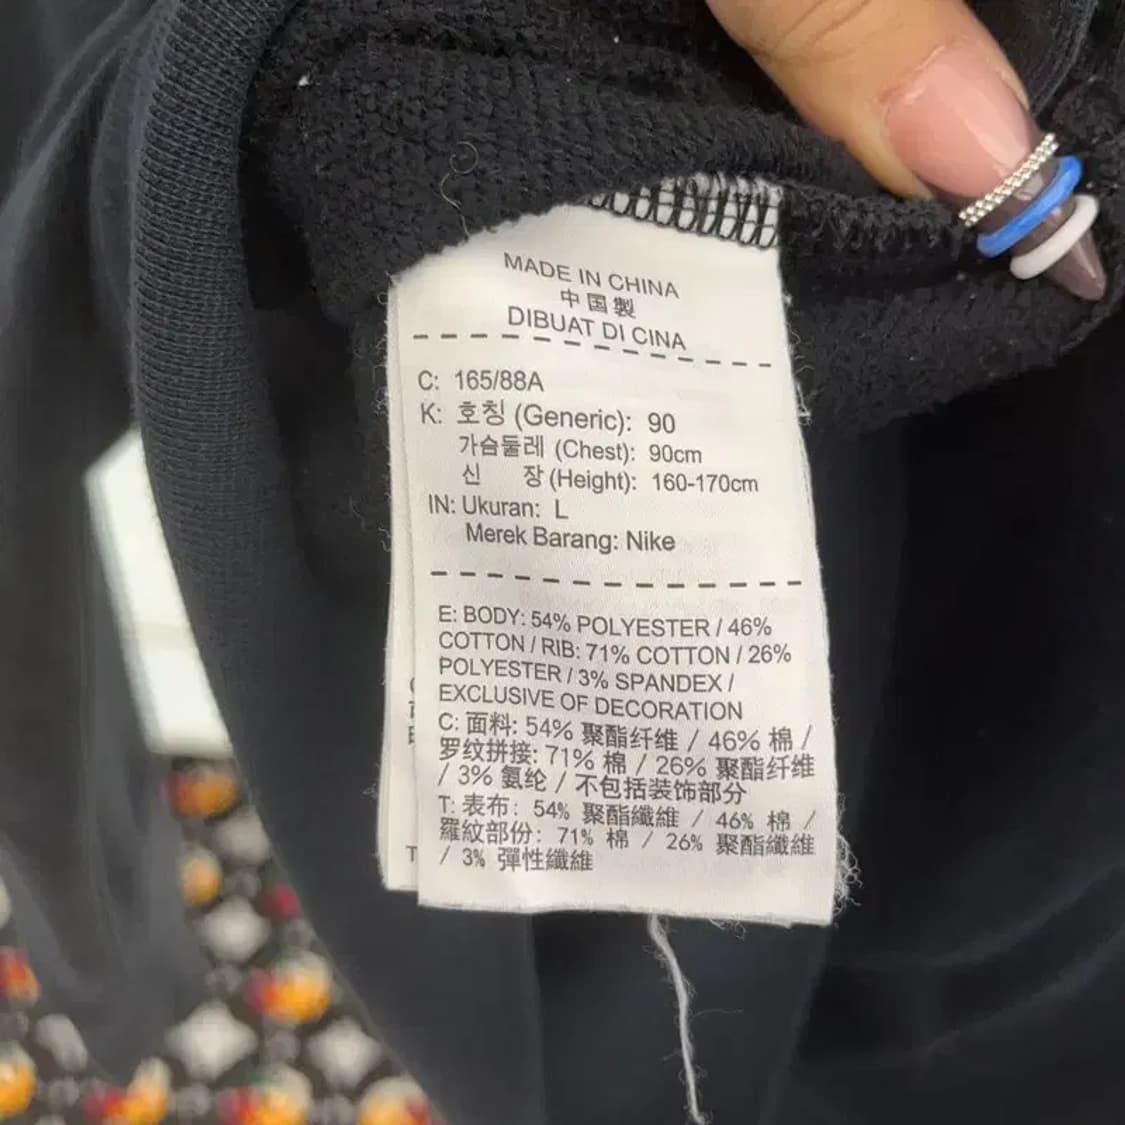 MADE IN CHINA
中国製
DIBUAT DI CINA
C: 165/88A
K: 호칭 (Generic): 90
가슴둘레 (Chest): 90cm
신 장 (Height): 160-170cm
IN: Ukuran: L
Merek Barang: Nike
E: BODY: 54% POLYESTER / 46%
COTTON / RIB: 71% COTTON / 26%
POLYESTER / 3% SPANDEX /
EXCLUSIVE OF DECORATION
C: 面料: 54% 聚酯纤维 / 46% 棉 /
罗纹拼接: 71% 棉 / 26% 聚酯纤维
/ 3% 氨纶 / 不包括装饰部分
T: 表布: 54% 聚酯纖維 / 46% 棉 /
羅紋部份: 71% 棉 / 26% 聚酯纖維
/ 3% 彈性纖維